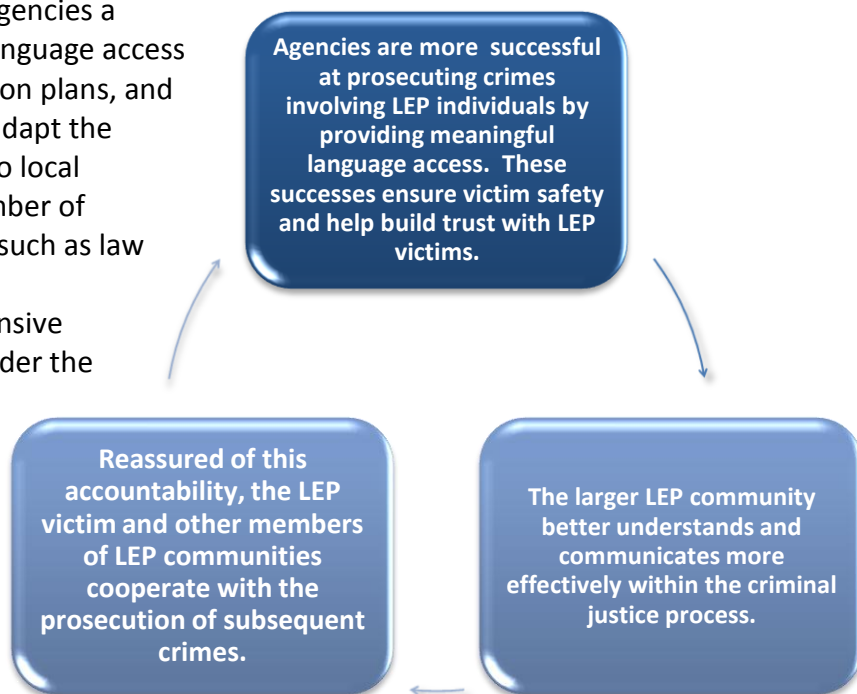 gencies a
nguage access
on plans, and
dapt the
o local
ber of
such as law
nsive
der the
Agencies are more successful
at prosecuting crimes
involving LEP individuals by
providing meaningful
language access. These
successes ensure victim safety
and help build trust with LEP
victims.
The larger LEP community
better understands and
communicates more
effectively within the criminal
justice process.
Reassured of this
accountability, the LEP
victim and other members
of LEP communities
cooperate with the
prosecution of subsequent
crimes.